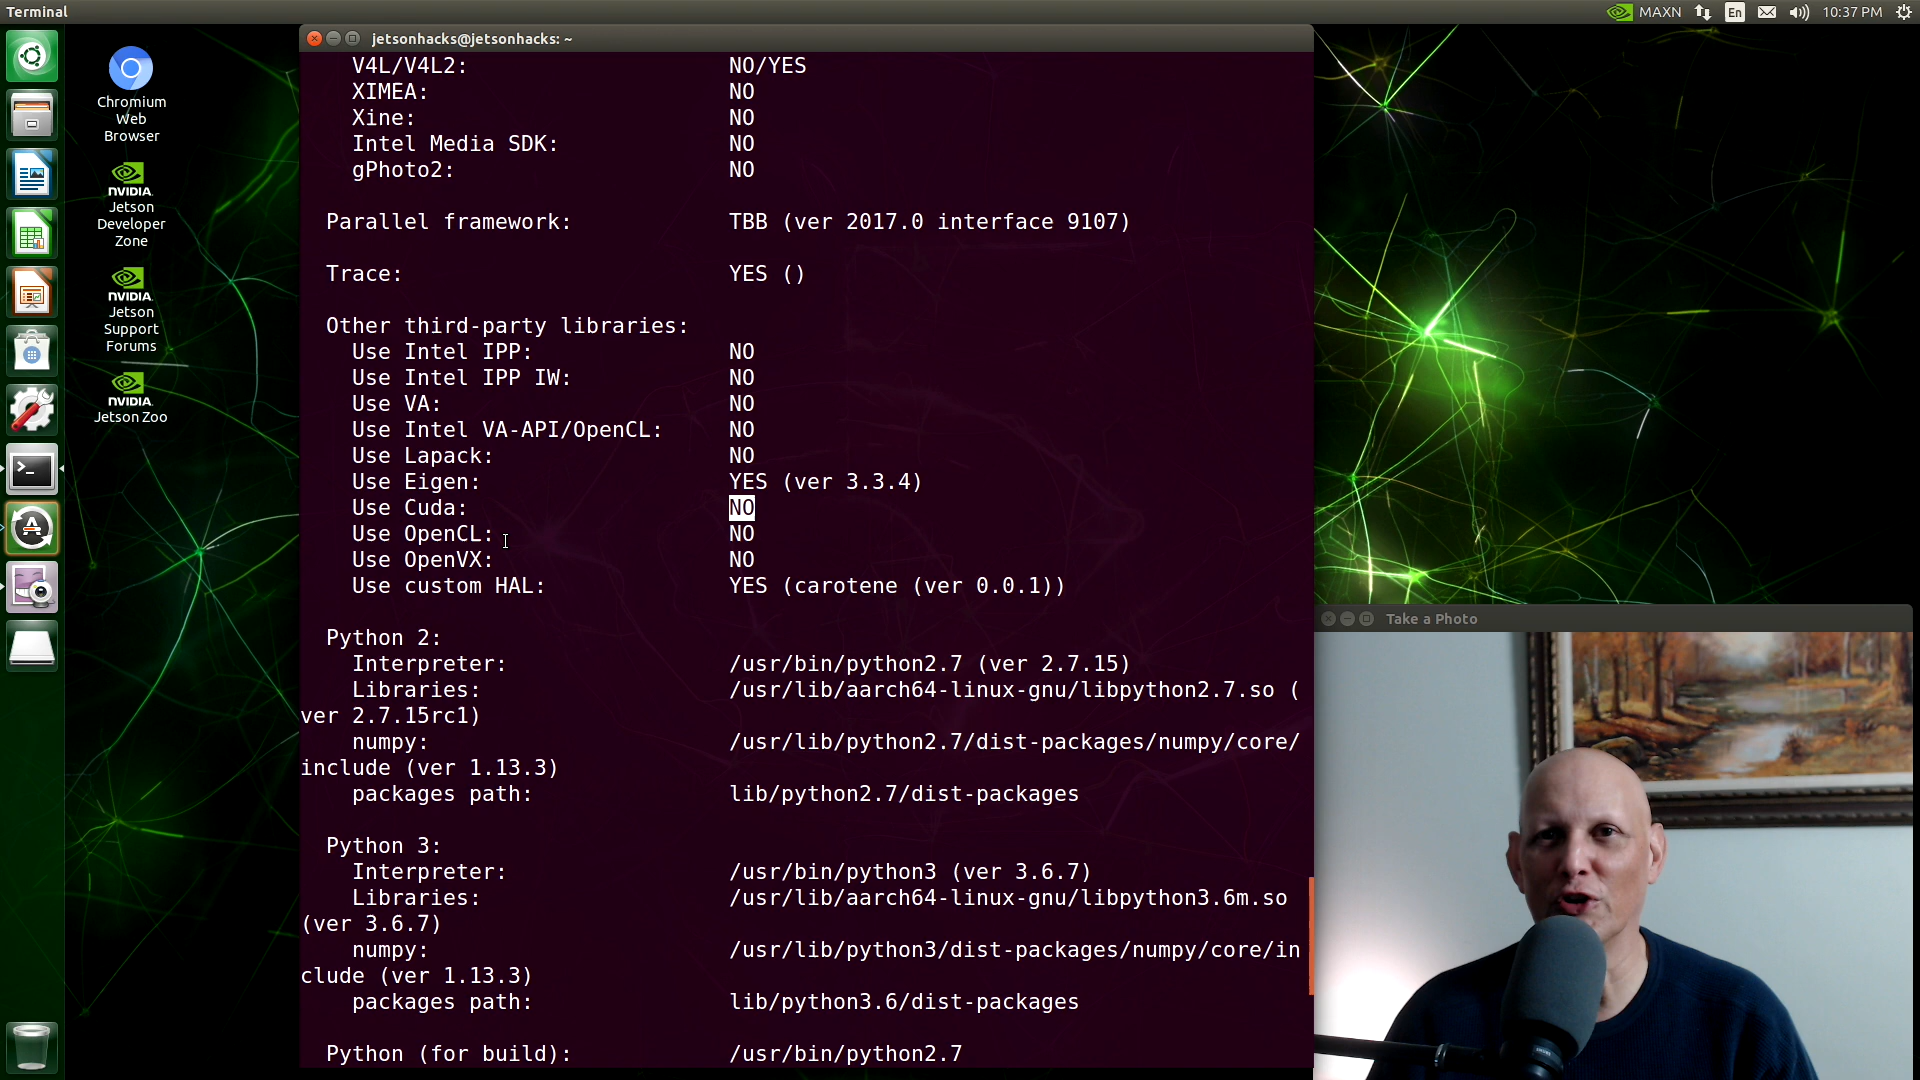 Terminal
MAXN
En
10:37 PM
jetsonhacks@jetsonhacks: ~
Chromium
Web
Browser
NVIDIA.
Jetson
Developer
Zone
NVIDIA.
Jetson
Support
Forums
NVIDIA.
Jetson Zoo
V4L/V4L2: NO/YES
XIMEA: NO
Xine: NO
Intel Media SDK: NO
gPhoto2: NO
Parallel framework: TBB (ver 2017.0 interface 9107)
Trace: YES ()
Other third-party libraries:
Use Intel IPP: NO
Use Intel IPP IW: NO
Use VA: NO
Use Intel VA-API/OpenCL: NO
Use Lapack: NO
Use Eigen: YES (ver 3.3.4)
Use Cuda: NO
Use OpenCL: NO
Use OpenVX: NO
Use custom HAL: YES (carotene (ver 0.0.1))
Python 2:
Interpreter: /usr/bin/python2.7 (ver 2.7.15)
Libraries: /usr/lib/aarch64-linux-gnu/libpython2.7.so (
ver 2.7.15rc1)
numpy: /usr/lib/python2.7/dist-packages/numpy/core/
include (ver 1.13.3)
packages path: lib/python2.7/dist-packages
Python 3:
Interpreter: /usr/bin/python3 (ver 3.6.7)
Libraries: /usr/lib/aarch64-linux-gnu/libpython3.6m.so
(ver 3.6.7)
numpy: /usr/lib/python3/dist-packages/numpy/core/in
clude (ver 1.13.3)
packages path: lib/python3.6/dist-packages
Python (for build): /usr/bin/python2.7
Take a Photo